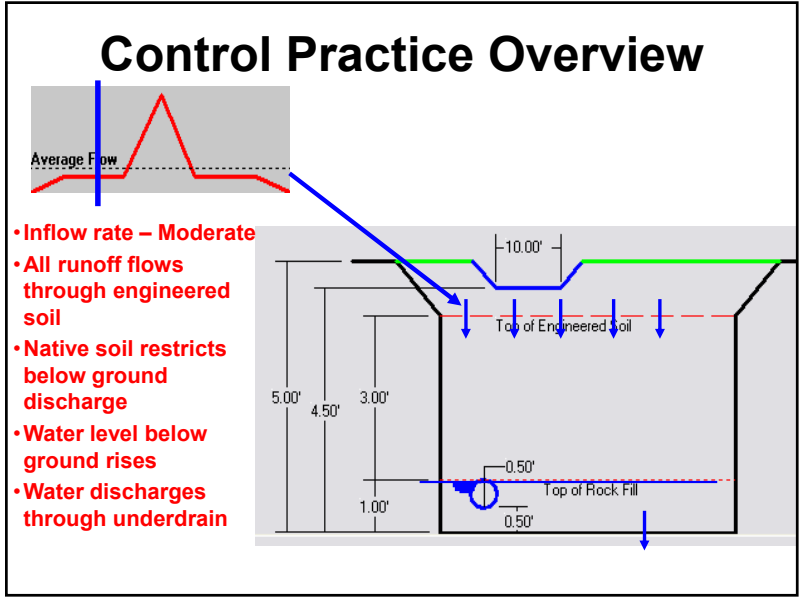 Control Practice Overview
Average Flow
• Inflow rate – Moderate
• All runoff flows
through engineered
soil
• Native soil restricts
below ground
discharge
• Water level below
ground rises
• Water discharges
through underdrain
10.00'
Top of Engineered Soil
5.00'
4.50'
3.00'
0.50'
Top of Rock Fill
1.00'
0.50'